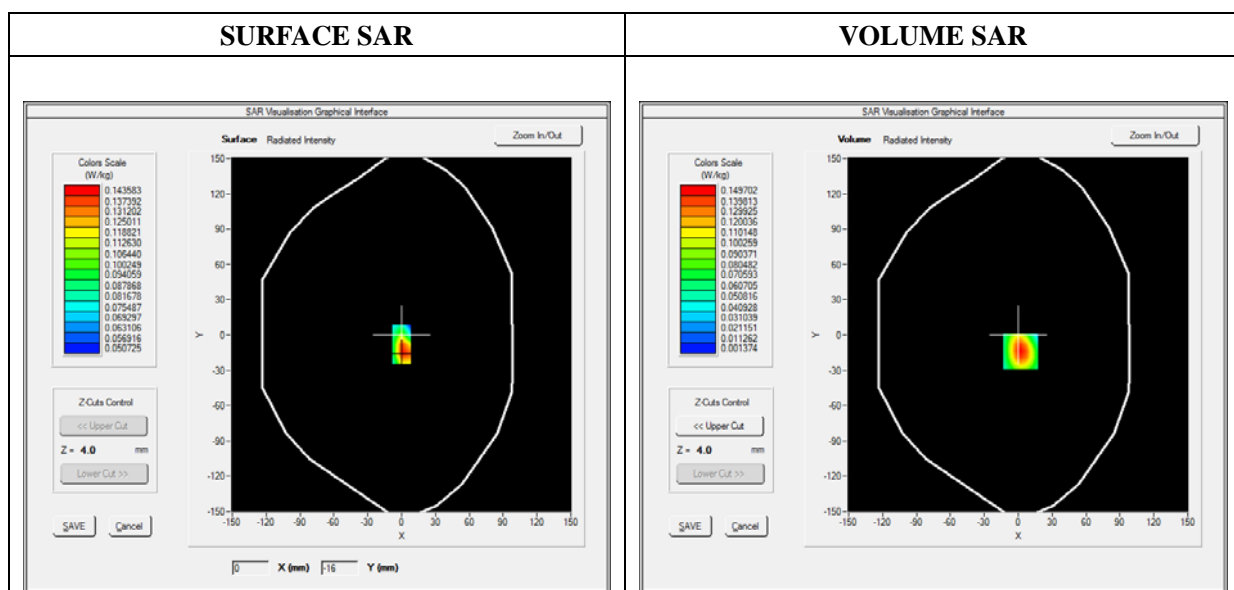 SURFACE SAR
VOLUME SAR
SAR Visualisation Graphical Interface
Surface Radiated Intensity
Zoom In/Out
Colors Scale
(W/kg)
0.143583
0.137392
0.131202
0.125011
0.118821
0.112630
0.106440
0.100249
0.094059
0.087868
0.081678
0.075487
0.069297
0.063106
0.056916
0.050725
Z-Cuts Control
<< Upper Cut
Z = 4.0 mm
Lower Cut >>
SAVE Cancel
150
120
90
60
30
0
-30
-60
-90
-120
-150
Y
-150 -120 -90 -60 -30 0 30 60 90 120 150
X
0 X (mm) -16 Y (mm)
SAR Visualisation Graphical Interface
Volume Radiated Intensity
Zoom In/Out
Colors Scale
(W/kg)
0.149702
0.139813
0.129925
0.120036
0.110148
0.100259
0.090371
0.080482
0.070593
0.060705
0.050816
0.040928
0.031039
0.021151
0.011262
0.001374
Z-Cuts Control
<< Upper Cut
Z = 4.0 mm
Lower Cut >>
SAVE Cancel
150
120
90
60
30
0
-30
-60
-90
-120
-150
Y
-150 -120 -90 -60 -30 0 30 60 90 120 150
X